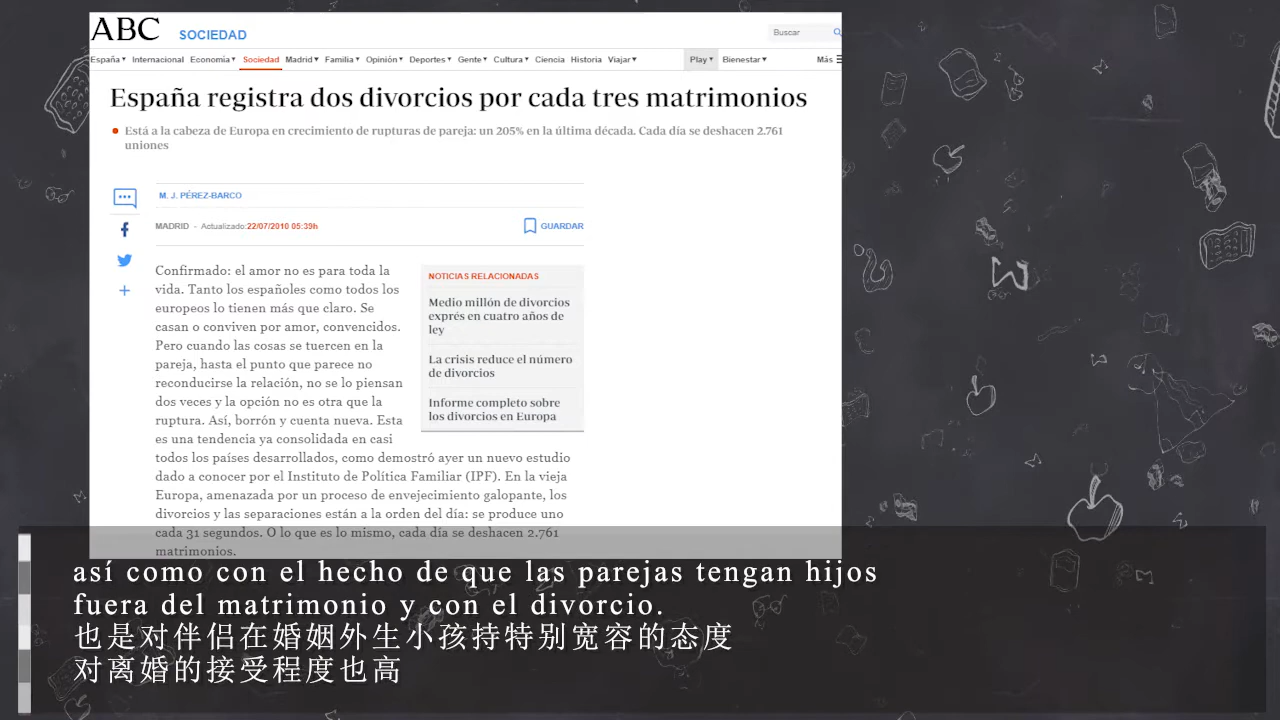 ABC
SOCIEDAD
Buscar
España Internacional Economía Sociedad Madrid Familia Opinión Deportes Gente Cultura Ciencia Historia Viajar Play Bienestar Más
España registra dos divorcios por cada tres matrimonios
Está a la cabeza de Europa en crecimiento de rupturas de pareja: un 205% en la última década. Cada día se deshacen 2.761
uniones
M. J. PÉREZ-BARCO
MADRID - Actualizado:22/07/2010 05:39h
GUARDAR
Confirmado: el amor no es para toda la
vida. Tanto los españoles como todos los
europeos lo tienen más que claro. Se
casan o conviven por amor, convencidos.
Pero cuando las cosas se tuercen en la
pareja, hasta el punto que parece no
reconducirse la relación, no se lo piensan
dos veces y la opción no es otra que la
ruptura. Así, borrón y cuenta nueva. Esta
es una tendencia ya consolidada en casi
todos los países desarrollados, como demostró ayer un nuevo estudio
dado a conocer por el Instituto de Política Familiar (IPF). En la vieja
Europa, amenazada por un proceso de envejecimiento galopante, los
divorcios y las separaciones están a la orden del día: se produce uno
cada 31 segundos. O lo que es lo mismo, cada día se deshacen 2.761
matrimonios.
NOTICIAS RELACIONADAS
Medio millón de divorcios
exprés en cuatro años de
ley
La crisis reduce el número
de divorcios
Informe completo sobre
los divorcios en Europa
así como con el hecho de que las parejas tengan hijos
fuera del matrimonio y con el divorcio.
也是对伴侣在婚姻外生小孩持特别宽容的态度
对离婚的接受程度也高